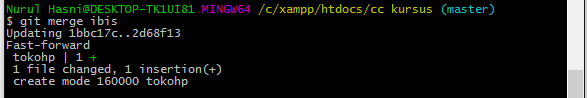 Nurul Hasni@DESKTOP-TK1UI81 MINGW64 /c/xampp/htdocs/cc kursus (master)
$ git merge ibis
Updating 1bbc17c..2d68f13
Fast-forward
 tokohp | 1 +
 1 file changed, 1 insertion(+)
 create mode 160000 tokohp